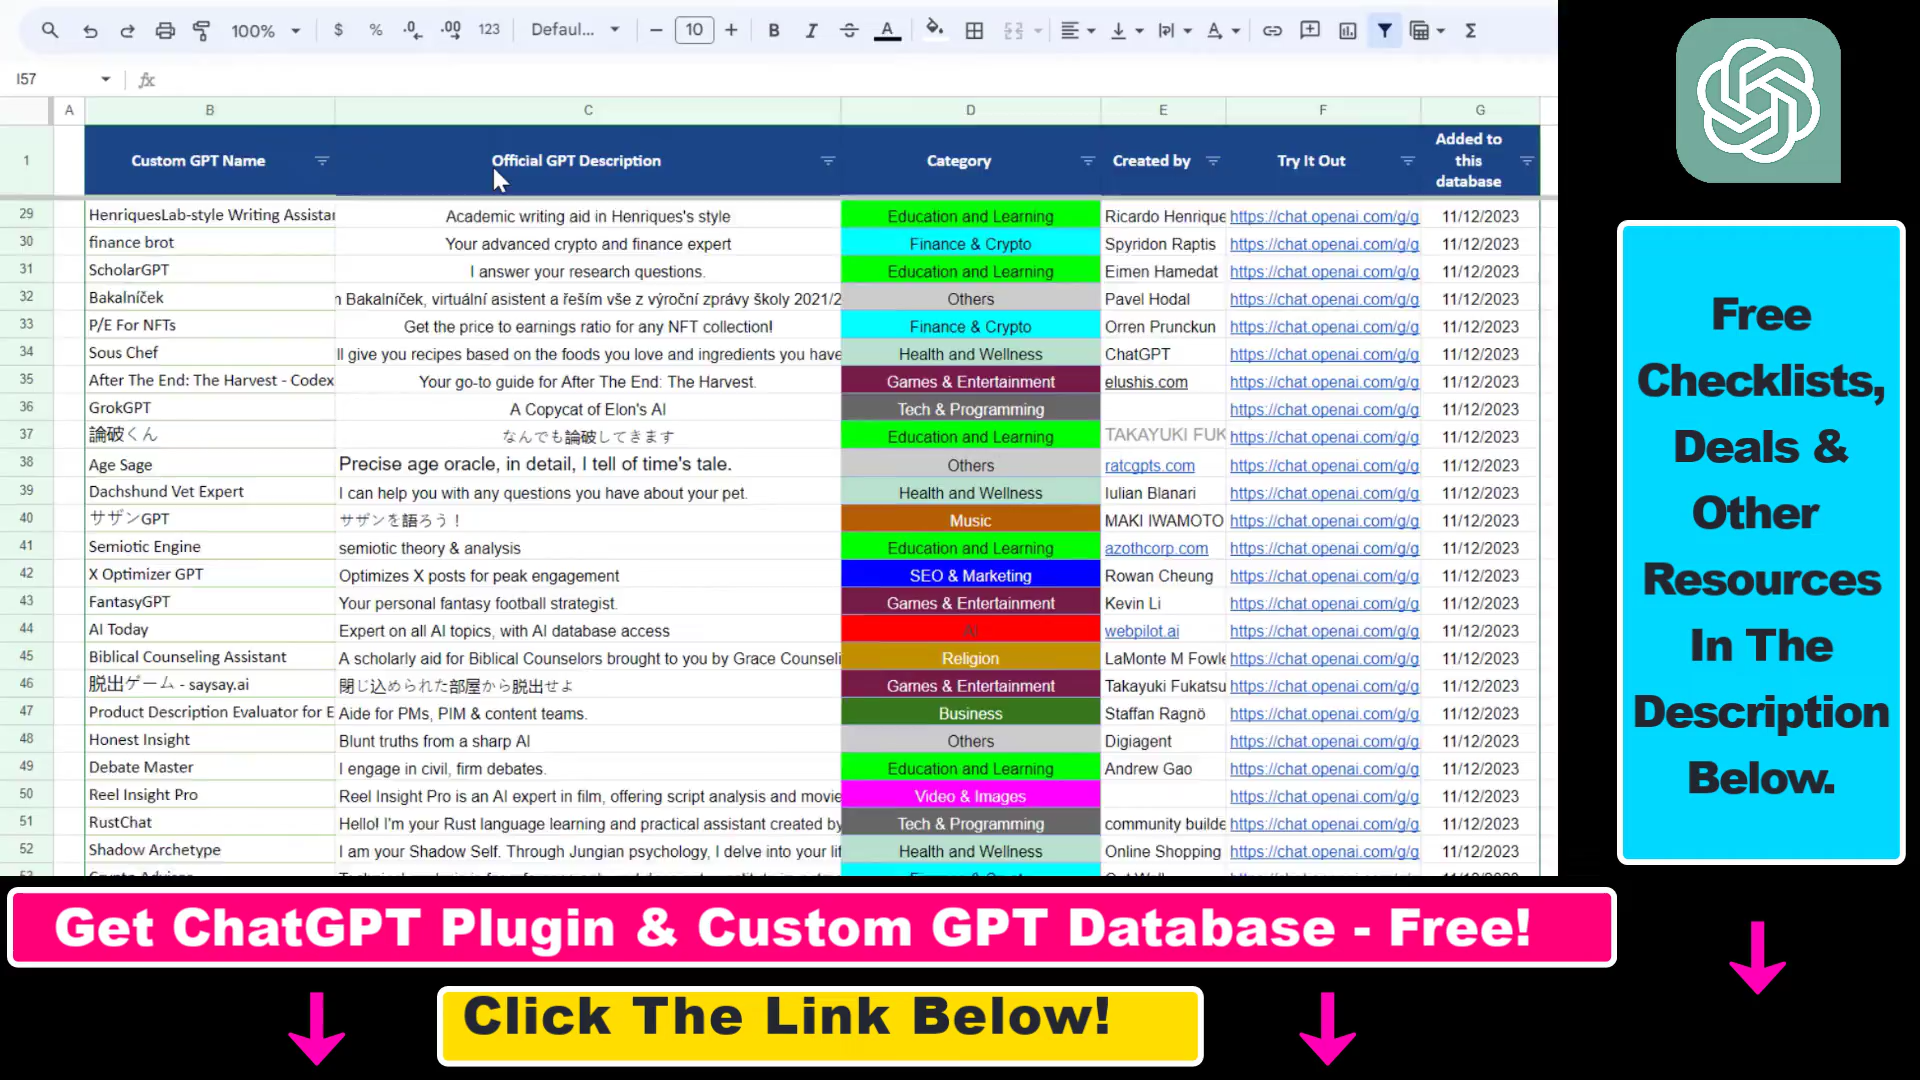 100% $ % .0 .00 123 Defaul... 10 B I A Σ
I57 fx
A B C D E F G
1 Custom GPT Name Official GPT Description Category Created by Try It Out Added to this database
29 HenriquesLab-style Writing Assista Academic writing aid in Henriques's style Education and Learning Ricardo Henrique https://chat.openai.com/g/g 11/12/2023
30 finance brot Your advanced crypto and finance expert Finance & Crypto Spyridon Raptis https://chat.openai.com/g/g 11/12/2023
31 ScholarGPT I answer your research questions. Education and Learning Eimen Hamedat https://chat.openai.com/g/g 11/12/2023
32 Bakalníček n Bakalníček, virtuální asistent a řeším vše z výroční zprávy školy 2021/2 Others Pavel Hodal https://chat.openai.com/g/g 11/12/2023
33 P/E For NFTs Get the price to earnings ratio for any NFT collection! Finance & Crypto Orren Prunckun https://chat.openai.com/g/g 11/12/2023
34 Sous Chef ll give you recipes based on the foods you love and ingredients you have Health and Wellness ChatGPT https://chat.openai.com/g/g 11/12/2023
35 After The End: The Harvest - Codex Your go-to guide for After The End: The Harvest. Games & Entertainment elushis.com https://chat.openai.com/g/g 11/12/2023
36 GrokGPT A Copycat of Elon's AI Tech & Programming https://chat.openai.com/g/g 11/12/2023
37 論破くん なんでも論破してきます Education and Learning TAKAYUKI FUK https://chat.openai.com/g/g 11/12/2023
38 Age Sage Precise age oracle, in detail, I tell of time's tale. Others ratcgpts.com https://chat.openai.com/g/g 11/12/2023
39 Dachshund Vet Expert I can help you with any questions you have about your pet. Health and Wellness Iulian Blanari https://chat.openai.com/g/g 11/12/2023
40 サザンGPT サザンを語ろう！ Music MAKI IWAMOTO https://chat.openai.com/g/g 11/12/2023
41 Semiotic Engine semiotic theory & analysis Education and Learning azothcorp.com https://chat.openai.com/g/g 11/12/2023
42 X Optimizer GPT Optimizes X posts for peak engagement SEO & Marketing Rowan Cheung https://chat.openai.com/g/g 11/12/2023
43 FantasyGPT Your personal fantasy football strategist. Games & Entertainment Kevin Li https://chat.openai.com/g/g 11/12/2023
44 AI Today Expert on all AI topics, with AI database access AI webpilot.ai https://chat.openai.com/g/g 11/12/2023
45 Biblical Counseling Assistant A scholarly aid for Biblical Counselors brought to you by Grace Counseli Religion LaMonte M Fowle https://chat.openai.com/g/g 11/12/2023
46 脱出ゲーム - saysay.ai 閉じ込められた部屋から脱出せよ Games & Entertainment Takayuki Fukatsu https://chat.openai.com/g/g 11/12/2023
47 Product Description Evaluator for E Aide for PMs, PIM & content teams. Business Staffan Ragnö https://chat.openai.com/g/g 11/12/2023
48 Honest Insight Blunt truths from a sharp AI Others Digiagent https://chat.openai.com/g/g 11/12/2023
49 Debate Master I engage in civil, firm debates. Education and Learning Andrew Gao https://chat.openai.com/g/g 11/12/2023
50 Reel Insight Pro Reel Insight Pro is an AI expert in film, offering script analysis and movie Video & Images https://chat.openai.com/g/g 11/12/2023
51 RustChat Hello! I'm your Rust language learning and practical assistant created by Tech & Programming community builde https://chat.openai.com/g/g 11/12/2023
52 Shadow Archetype I am your Shadow Self. Through Jungian psychology, I delve into your lif Health and Wellness Online Shopping https://chat.openai.com/g/g 11/12/2023
Free
Checklists,
Deals &
Other
Resources
In The
Description
Below.
Get ChatGPT Plugin & Custom GPT Database - Free!
Click The Link Below!